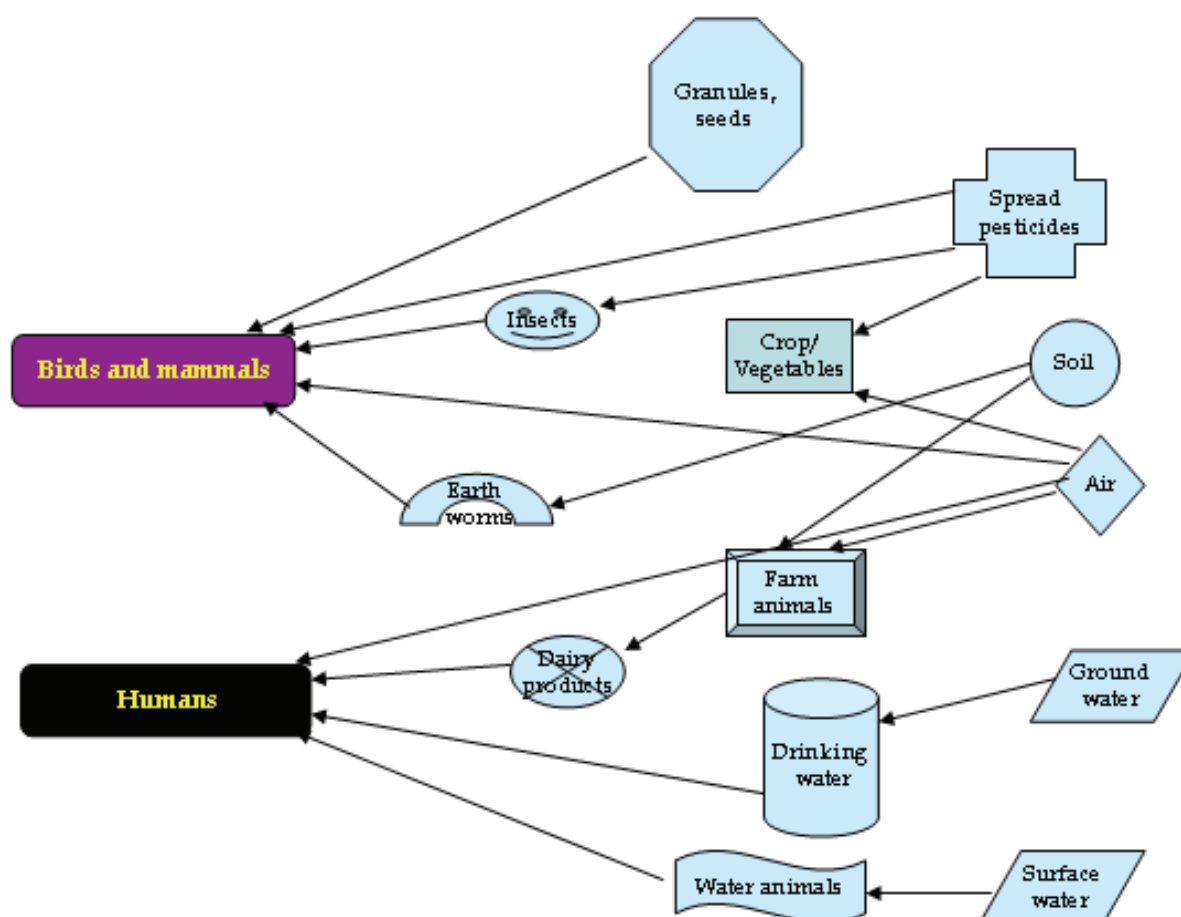 Granules,
seeds
Spread
pesticides
Insects
Crop/
Vegetables
Soil
Birds and mammals
Air
Earth
worms
Farm
animals
Dairy
products
Ground
water
Humans
Drinking
water
Water animals
Surface
water